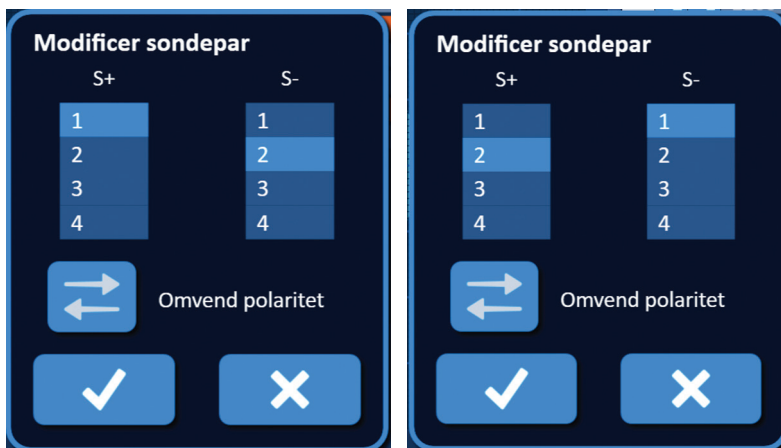 Modificer sondepar
S+ S-
1 1
2 2
3 3
4 4
Omvend polaritet
Modificer sondepar
S+ S-
1 1
2 2
3 3
4 4
Omvend polaritet